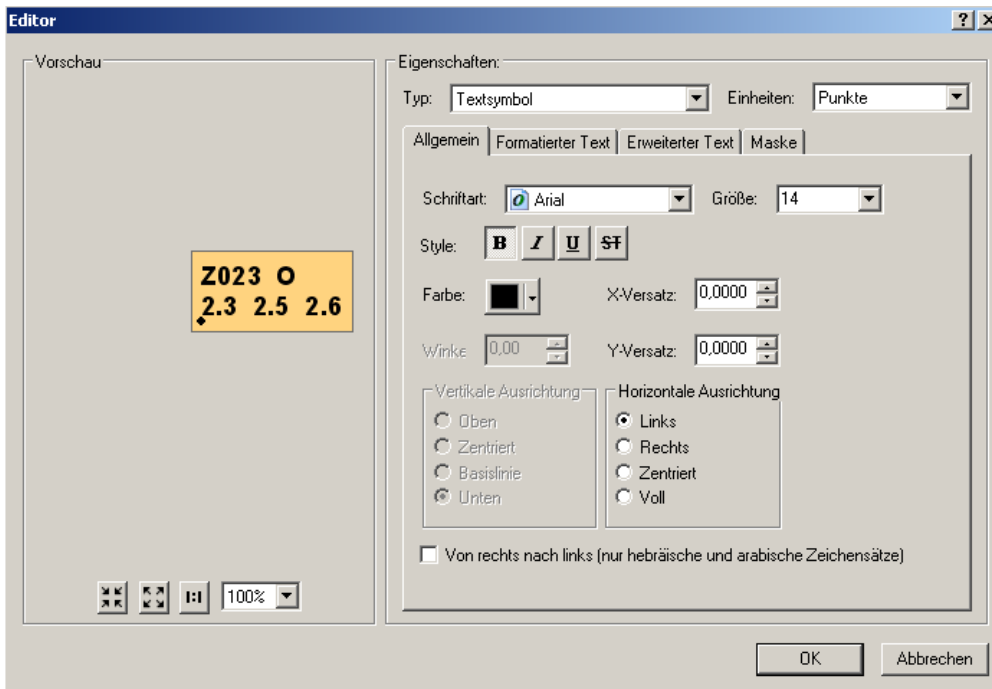 Editor
Vorschau
Z023 O
2.3 2.5 2.6
100%
Eigenschaften:
Typ: Textsymbol Einheiten: Punkte
Allgemein Formatierter Text Erweiterter Text Maske
Schriftart: Arial Größe: 14
Style: B I U ST
Farbe: X-Versatz: 0,0000
Winke 0,00 Y-Versatz: 0,0000
Vertikale Ausrichtung
Oben
Zentriert
Basislinie
Unten
Horizontale Ausrichtung
Links
Rechts
Zentriert
Voll
Von rechts nach links (nur hebräische und arabische Zeichensätze)
1:1
OK Abbrechen